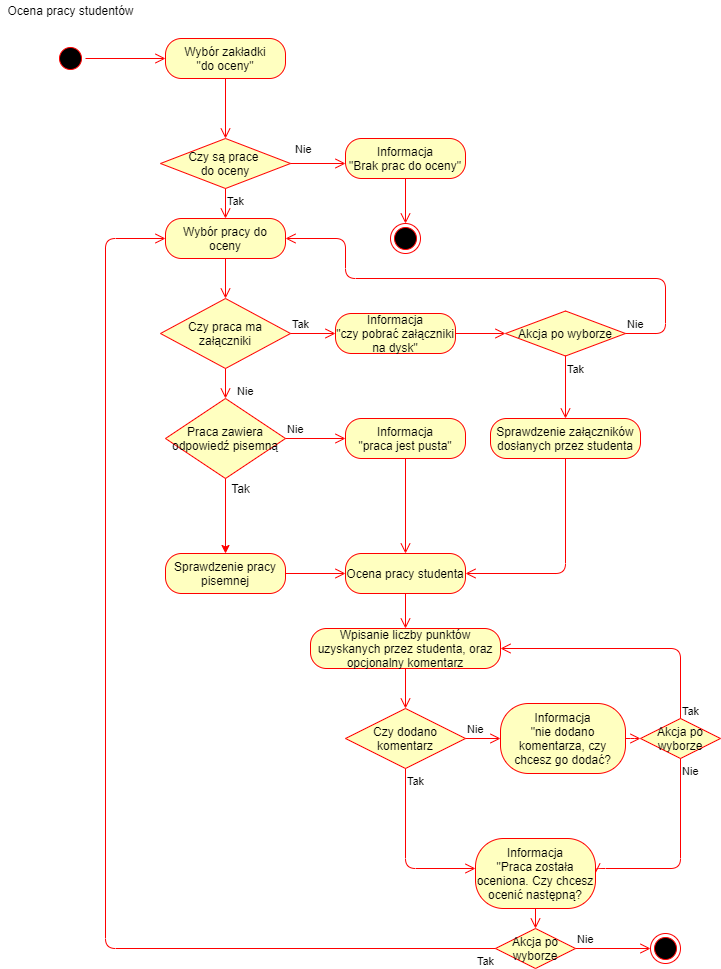 Ocena pracy studentów
Wybór zakładki
"do oceny"
Czy są prace
do oceny
Nie
Informacja
"Brak prac do oceny"
Tak
Wybór pracy do
oceny
Czy praca ma
załączniki
Tak
Informacja
"czy pobrać załączniki
na dysk"
Akcja po wyborze
Nie
Tak
Nie
Praca zawiera
odpowiedź pisemną
Nie
Informacja
"praca jest pusta"
Sprawdzenie załączników
dosłanych przez studenta
Tak
Sprawdzenie pracy
pisemnej
Ocena pracy studenta
Wpisanie liczby punktów
uzyskanych przez studenta, oraz
opcjonalny komentarz
Czy dodano
komentarz
Nie
Informacja
"nie dodano
komentarza, czy
chcesz go dodać?
Tak
Akcja po
wyborze
Nie
Tak
Informacja
"Praca została
oceniona. Czy chcesz
ocenić następną?
Akcja po
wyborze
Nie
Tak